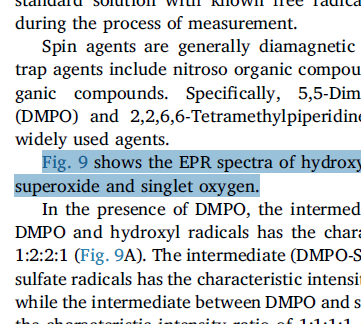 standard solution with known free radica
during the process of measurement.
Spin agents are generally diamagnetic
trap agents include nitroso organic compou
ganic compounds. Specifically, 5,5-Dim
(DMPO) and 2,2,6,6-Tetramethylpiperidine
widely used agents.
Fig. 9 shows the EPR spectra of hydroxy
superoxide and singlet oxygen.
In the presence of DMPO, the intermed
DMPO and hydroxyl radicals has the chara
1:2:2:1 (Fig. 9A). The intermediate (DMPO-S
sulfate radicals has the characteristic intensit
while the intermediate between DMPO and s
the characteristic intensity ratio of 1:1:1:1